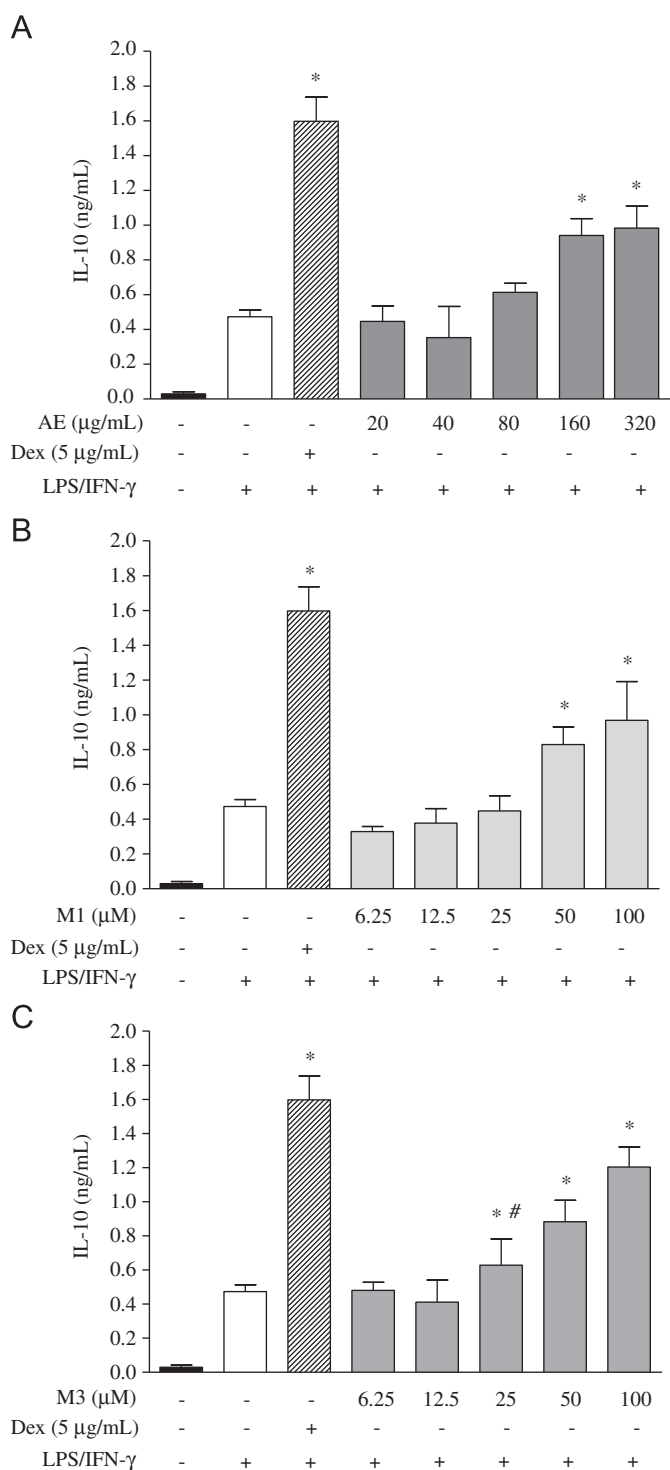 A
2.0
*
1.8
1.6
1.4
* *
1.2
1.0
0.8
0.6
0.4
0.2
0.0
IL-10 (ng/mL)
AE (μg/mL) - - - 20 40 80 160 320
Dex (5 μg/mL) - - + - - - - -
LPS/IFN-γ - + + + + + + +
B
2.0
*
1.8
1.6
1.4
*
1.2
*
1.0
0.8
0.6
0.4
0.2
0.0
IL-10 (ng/mL)
M1 (μM) - - - 6.25 12.5 25 50 100
Dex (5 μg/mL) - - + - - - - -
LPS/IFN-γ - + + + + + + +
C
2.0
*
1.8
1.6
*
1.4
1.2
*
1.0
* #
0.8
0.6
0.4
0.2
0.0
IL-10 (ng/mL)
M3 (μM) - - - 6.25 12.5 25 50 100
Dex (5 μg/mL) - - + - - - - -
LPS/IFN-γ - + + + + + + +